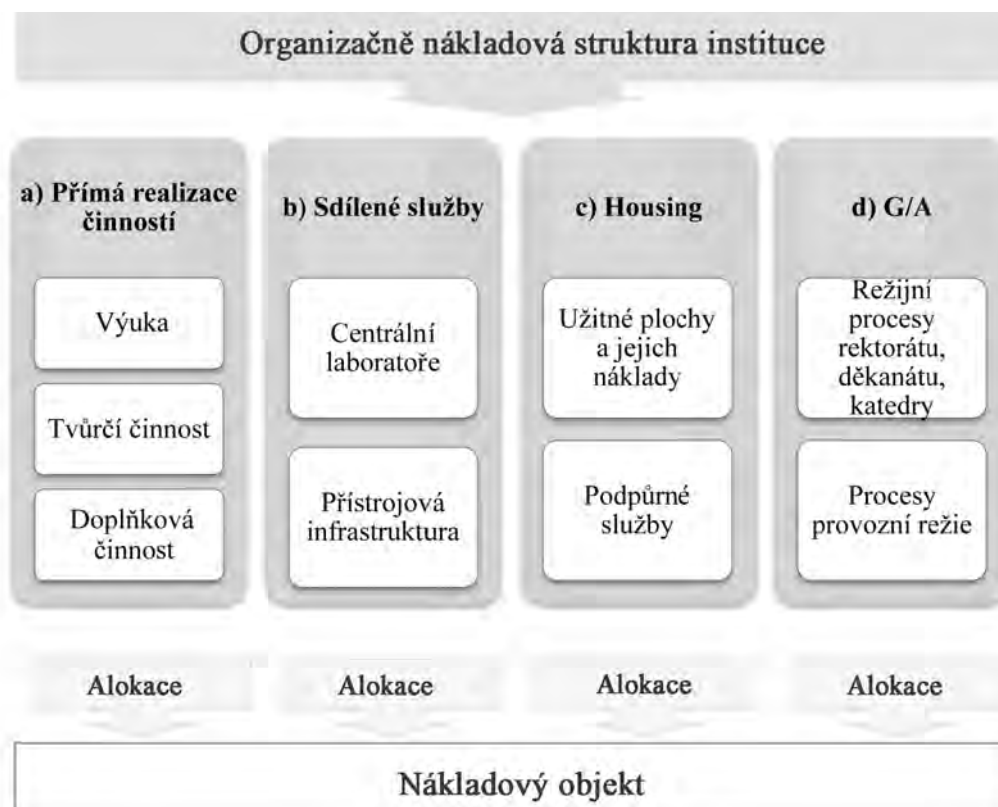 Organizačně nákladová struktura instituce
a) Přímá realizace
činností
Výuka
Tvůrčí činnost
Doplňková
činnost
b) Sdílené služby
Centrální
laboratoře
Přístrojová
infrastruktura
c) Housing
Užitné plochy
a jejich
náklady
Podpůrné
služby
d) G/A
Režijní
procesy
rektorátu,
děkanátu,
katedry
Procesy
provozní režie
Alokace
Alokace
Alokace
Alokace
Nákladový objekt